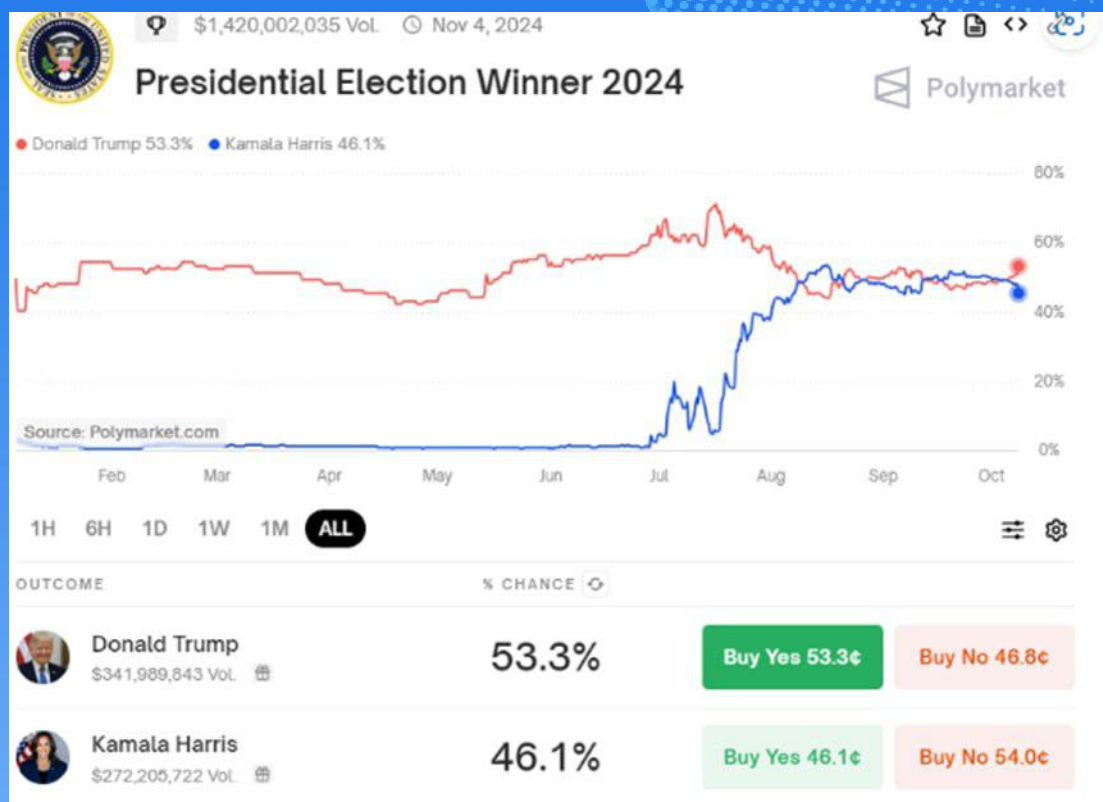 $1,420,002,035 Vol. Nov 4, 2024
Presidential Election Winner 2024
Polymarket
Donald Trump 53.3% Kamala Harris 46.1%
80%
60%
40%
20%
0%
Source: Polymarket.com
Feb Mar Apr May Jun Jul Aug Sep Oct
1H 6H 1D 1W 1M ALL
OUTCOME % CHANCE
Donald Trump
$341,989,843 Vol.
53.3%
Buy Yes 53.3¢ Buy No 46.8¢
Kamala Harris
$272,205,722 Vol.
46.1%
Buy Yes 46.1¢ Buy No 54.0¢